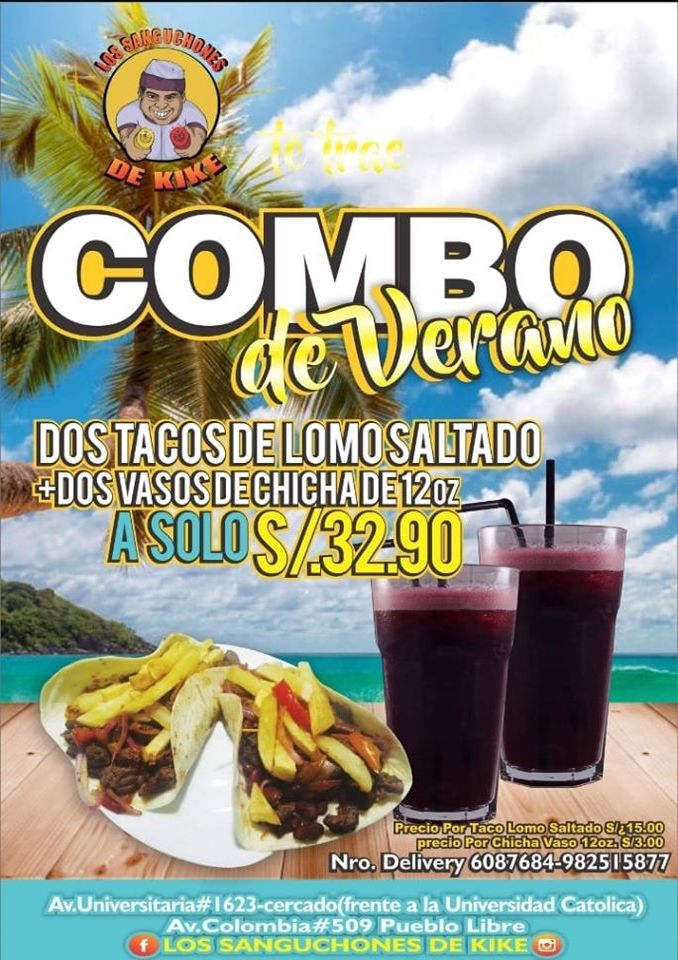 LOS SANGUCHONES
DE KIKE
te trae
COMBO
de Verano
DOS TACOS DE LOMO SALTADO
+DOS VASOS DE CHICHA DE 12oz
A SOLO S/.32.90
Precio Por Taco Lomo Saltado S/¿15.00
precio Por Chicha Vaso 12oz. S/3.00
Nro. Delivery 6087684-982515877
Av.Universitaria#1623-cercado(frente a la Universidad Catolica)
Av.Colombia#509 Pueblo Libre
LOS SANGUCHONES DE KIKE